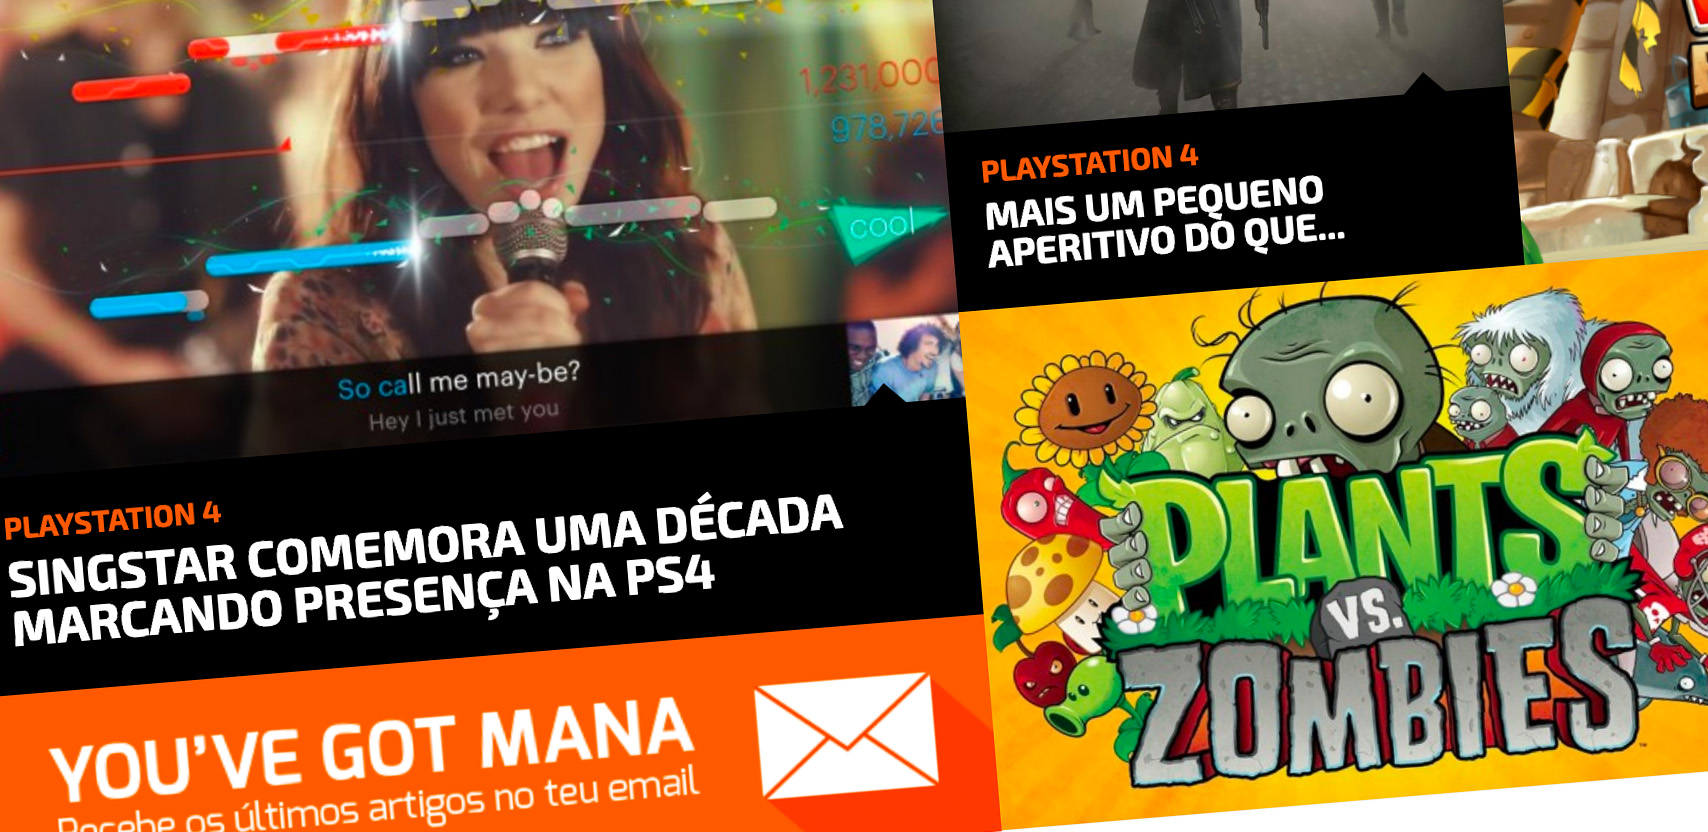 1,231,000
978,726
cool
So call me may-be?
Hey I just met you
PLAYSTATION 4
SINGSTAR COMEMORA UMA DÉCADA
MARCANDO PRESENÇA NA PS4
YOU'VE GOT MANA
Recebe os últimos artigos no teu email
PLAYSTATION 4
MAIS UM PEQUENO
APERITIVO DO QUE...
PLANTS
VS.
ZOMBIES